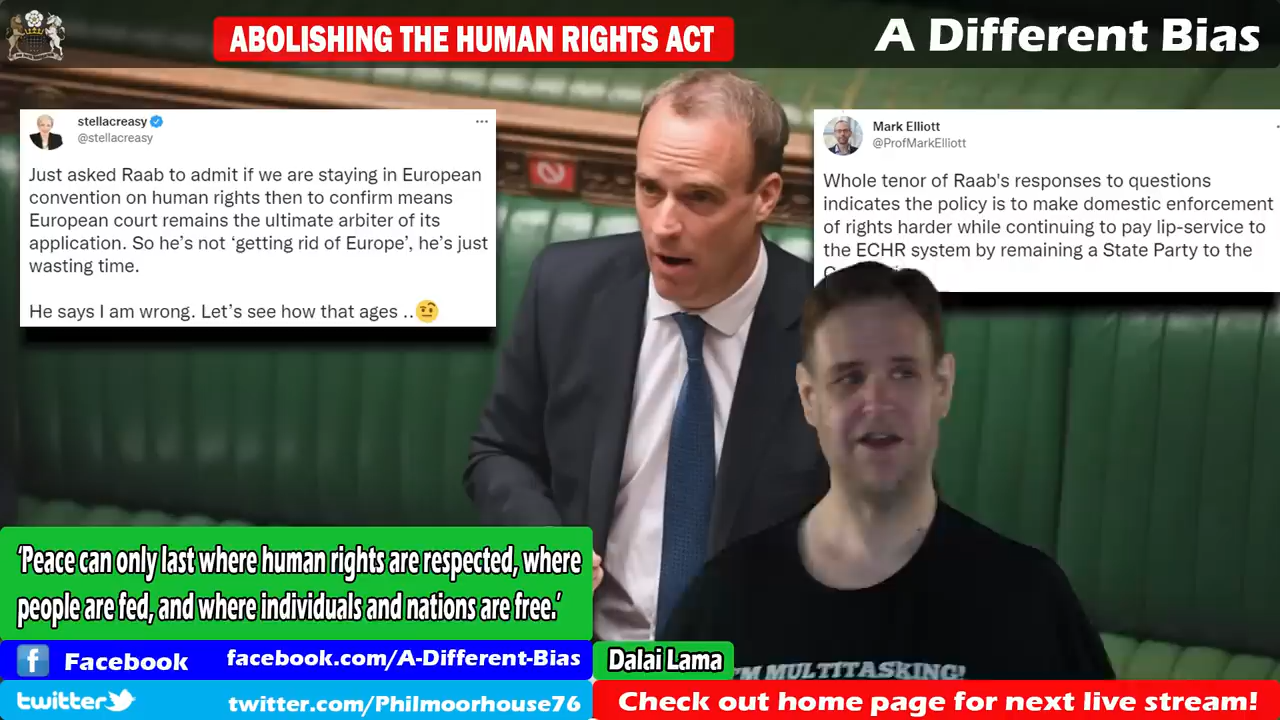 ABOLISHING THE HUMAN RIGHTS ACT
A Different Bias
stellacreasy
@stellacreasy
Just asked Raab to admit if we are staying in European
convention on human rights then to confirm means
European court remains the ultimate arbiter of its
application. So he's not 'getting rid of Europe', he's just
wasting time.
He says I am wrong. Let's see how that ages ..🤨
Mark Elliott
@ProfMarkElliott
Whole tenor of Raab's responses to questions
indicates the policy is to make domestic enforcement
of rights harder while continuing to pay lip-service to
the ECHR system by remaining a State Party to the
'Peace can only last where human rights are respected, where
people are fed, and where individuals and nations are free.'
Dalai Lama
I'M MULTITASKING!
f Facebook
facebook.com/A-Different-Bias
twitter
twitter.com/Philmoorhouse76
Check out home page for next live stream!